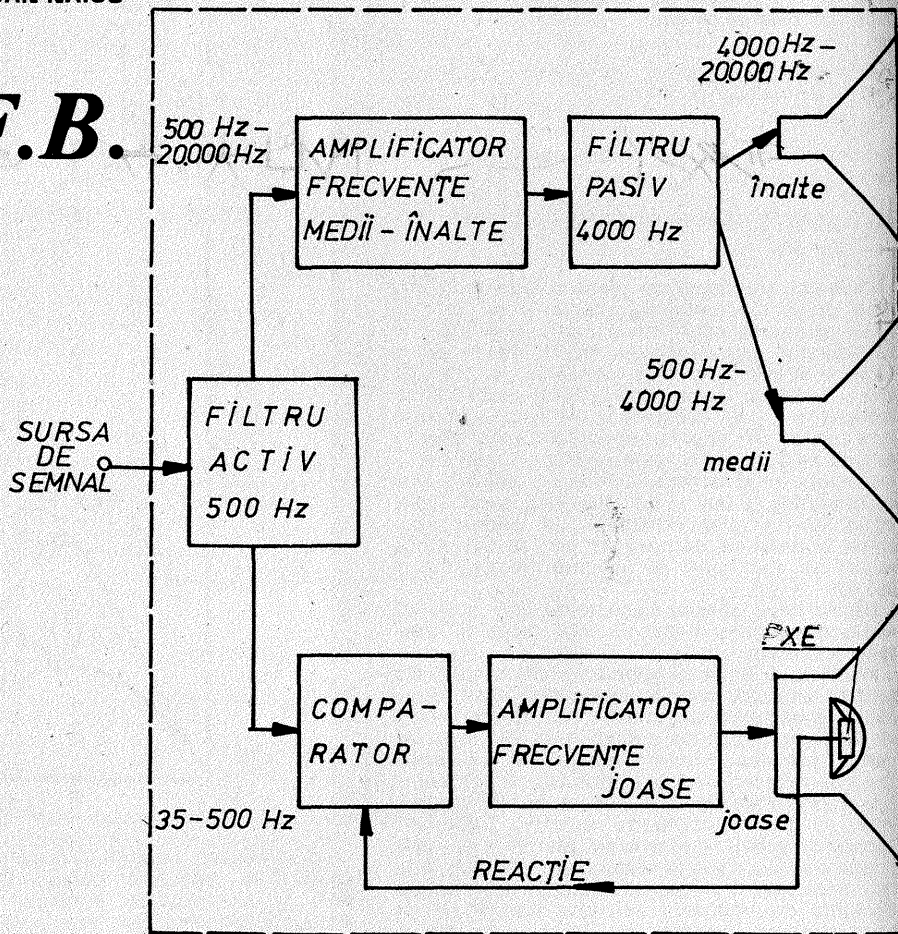 F.B.
4000 Hz –
20000 Hz
500 Hz –
20000 Hz
AMPLIFICATOR
FRECVENȚE
MEDII – ÎNALTE
FILTRU
PASIV
4000 Hz
înalte
500 Hz –
4000 Hz
medii
SURSA
DE
SEMNAL
FILTRU
ACTIV
500 Hz
COMPA–
RATOR
AMPLIFICATOR
FRECVENȚE
JOASE
35–500 Hz
joase
REACȚIE